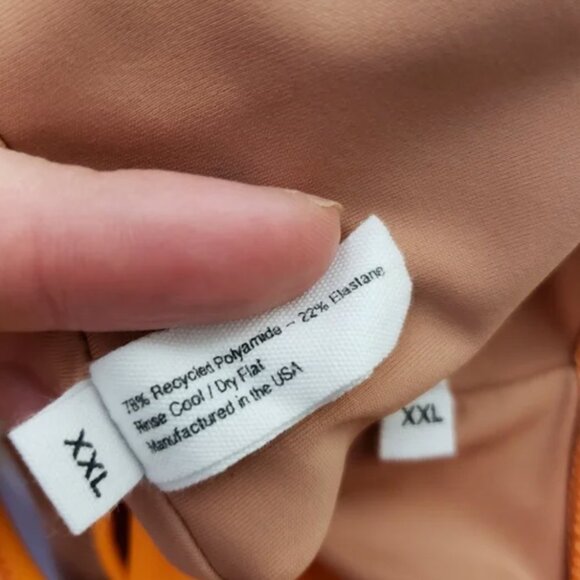 78% Recycled Polyamide – 22% Elastane
Rinse Cool / Dry Flat
Manufactured in the USA
XXL
XXL